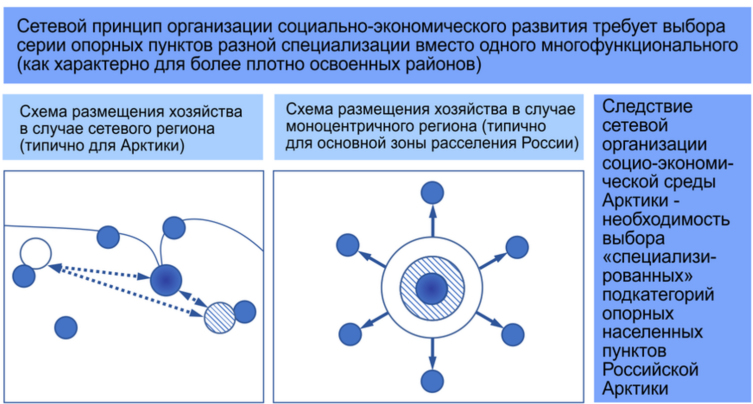 Сетевой принцип организации социально-экономического развития требует выбора
серии опорных пунктов разной специализации вместо одного многофункционального
(как характерно для более плотно освоенных районов)
Схема размещения хозяйства
в случае сетевого региона
(типично для Арктики)
Схема размещения хозяйства в случае
моноцентричного региона (типично
для основной зоны расселения России)
Следствие
сетевой
организации
социо-экономи-
ческой среды
Арктики -
необходимость
выбора
«специализи-
рованных»
подкатегорий
опорных
населенных
пунктов
Российской
Арктики